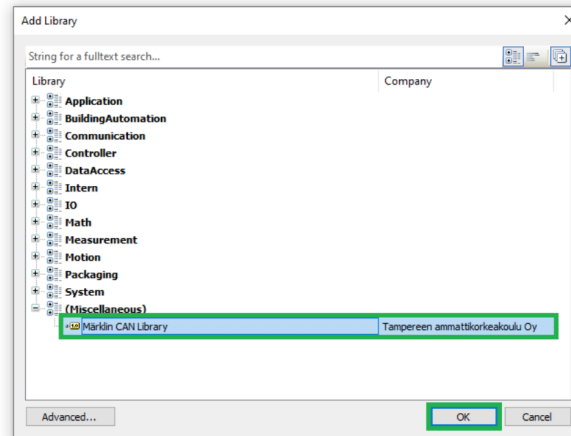 Add Library
String for a fulltext search...
Library Company
Application
BuildingAutomation
Communication
Controller
DataAccess
Intern
IO
Math
Measurement
Motion
Packaging
System
(Miscellaneous)
Märklin CAN Library Tampereen ammattikorkeakoulu Oy
Advanced... OK Cancel